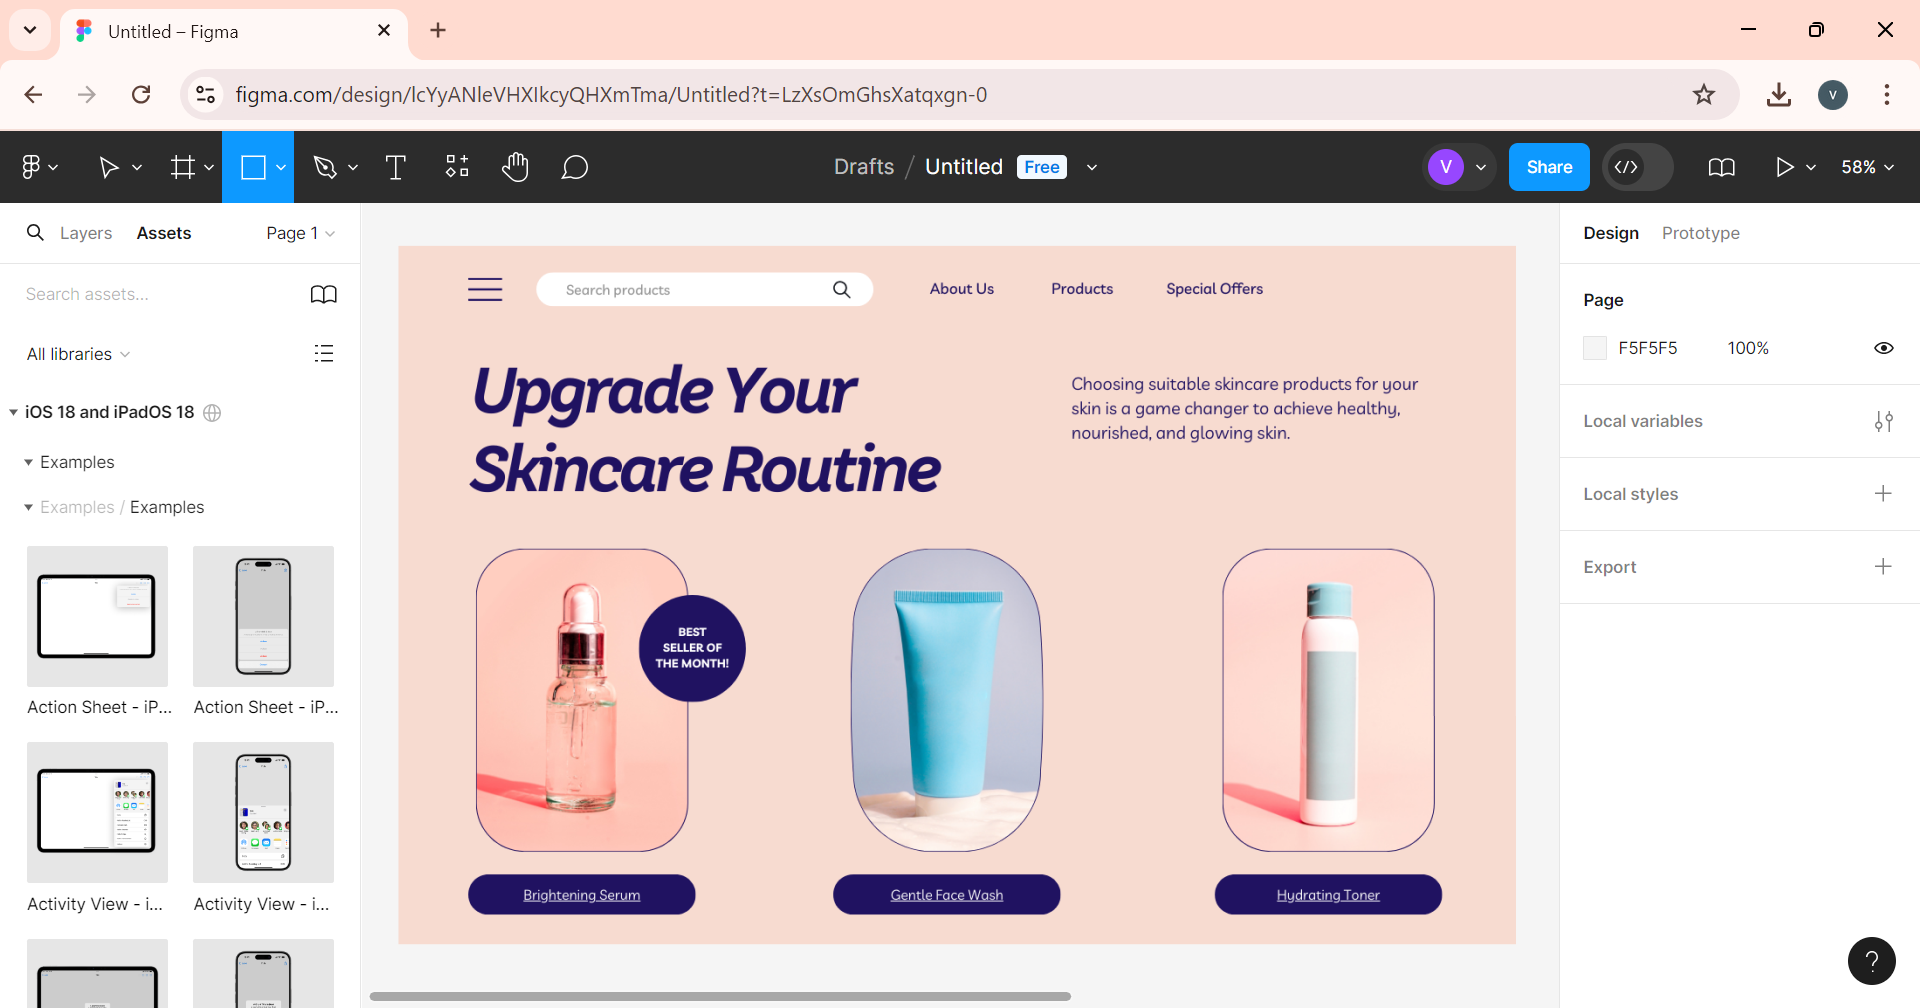 Untitled – Figma
figma.com/design/lcYyANleVHXIkcyQHXmTma/Untitled?t=LzXsOmGhsXatqxgn-0
V
Drafts / Untitled Free
V
Share
58%
Layers Assets Page 1
Search assets...
All libraries
iOS 18 and iPadOS 18
Examples
Examples / Examples
Action Sheet - iP...
Action Sheet - iP...
Activity View - i...
Activity View - i...
Search products
About Us
Products
Special Offers
Upgrade Your
Skincare Routine
Choosing suitable skincare products for your
skin is a game changer to achieve healthy,
nourished, and glowing skin.
BEST
SELLER OF
THE MONTH!
Brightening Serum
Gentle Face Wash
Hydrating Toner
Design Prototype
Page
F5F5F5 100%
Local variables
Local styles
Export
?